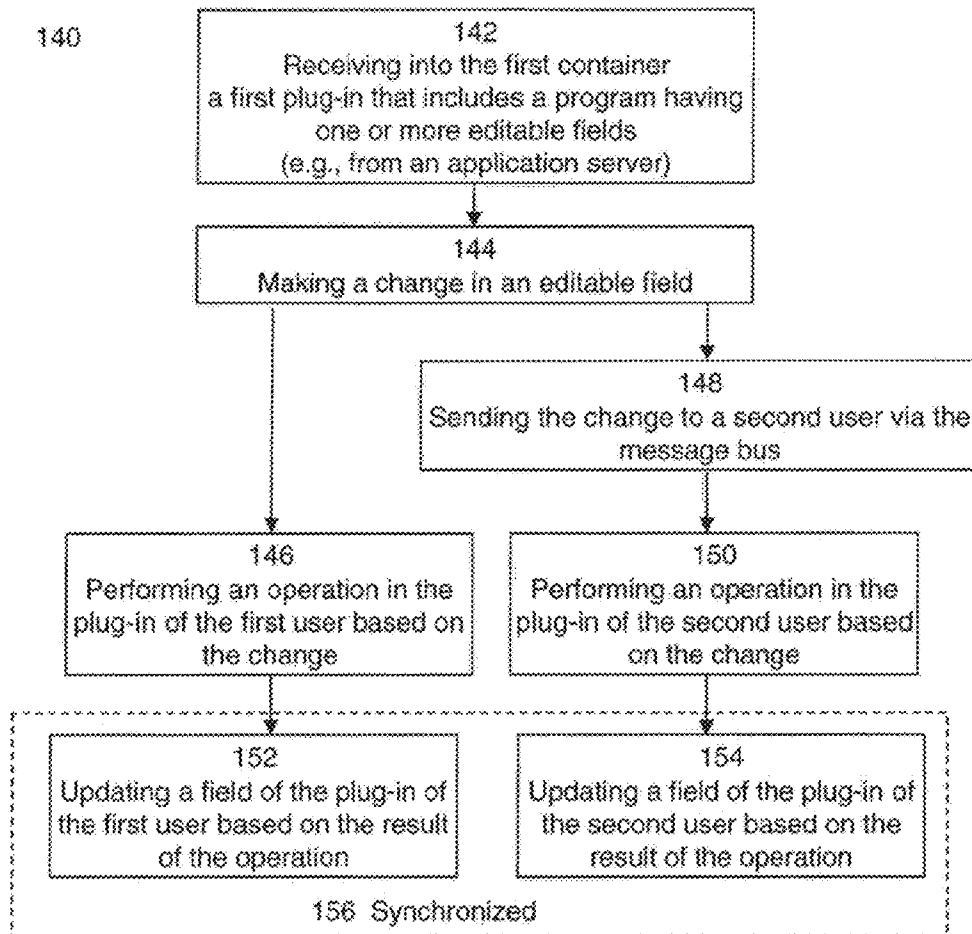 140
142
Receiving into the first container
a first plug-in that includes a program having
one or more editable fields
(e.g., from an application server)
144
Making a change in an editable field
148
Sending the change to a second user via the
message bus
146
Performing an operation in the
plug-in of the first user based on
the change
150
Performing an operation in the
plug-in of the second user based
on the change
152
Updating a field of the plug-in of
the first user based on the result
of the operation
154
Updating a field of the plug-in of
the second user based on the
result of the operation
156 Synchronized